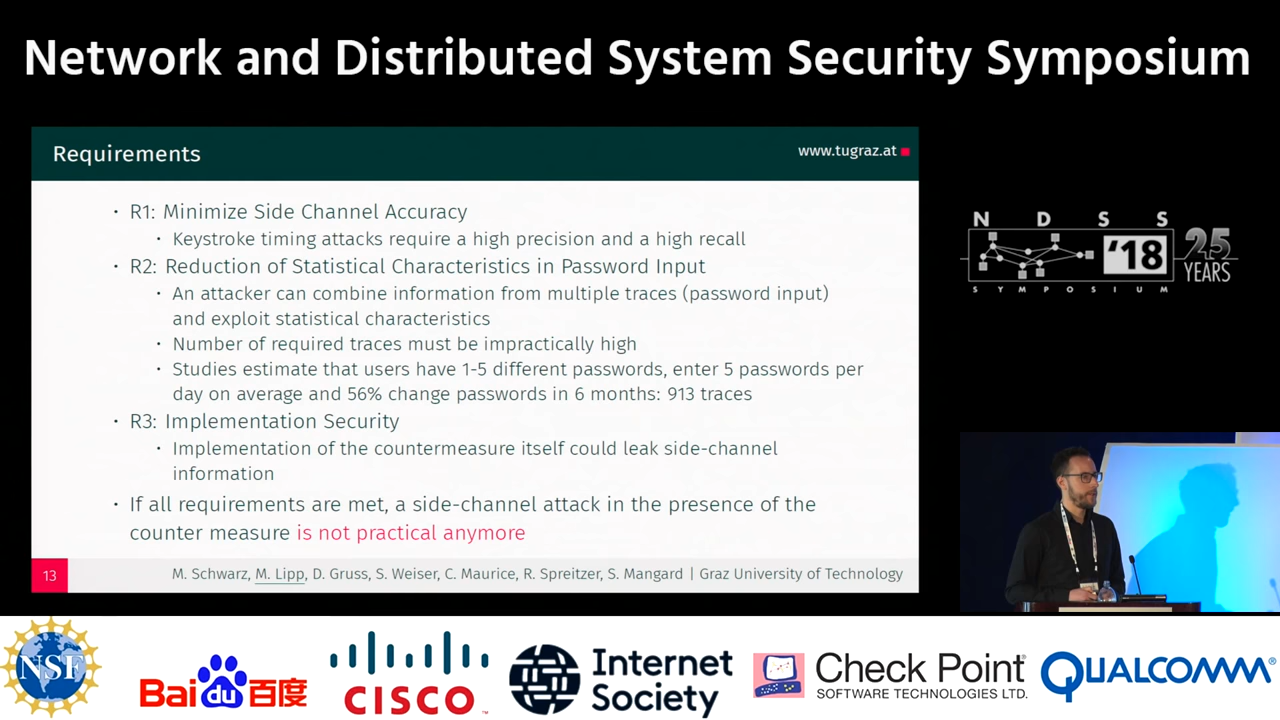 Network and Distributed System Security Symposium
Requirements
www.tugraz.at
· R1: Minimize Side Channel Accuracy
· Keystroke timing attacks require a high precision and a high recall
· R2: Reduction of Statistical Characteristics in Password Input
· An attacker can combine information from multiple traces (password input)
and exploit statistical characteristics
· Number of required traces must be impractically high
· Studies estimate that users have 1-5 different passwords, enter 5 passwords per
day on average and 56% change passwords in 6 months: 913 traces
· R3: Implementation Security
· Implementation of the countermeasure itself could leak side-channel
information
· If all requirements are met, a side-channel attack in the presence of the
counter measure is not practical anymore
13
M. Schwarz, M. Lipp, D. Gruss, S. Weiser, C. Maurice, R. Spreitzer, S. Mangard | Graz University of Technology
N D S S
'18
25
YEARS
S Y M P O S I U M
NSF
Bai du 百度
CISCO™
Internet
Society
Check Point®
SOFTWARE TECHNOLOGIES LTD.
QUALCOMM®